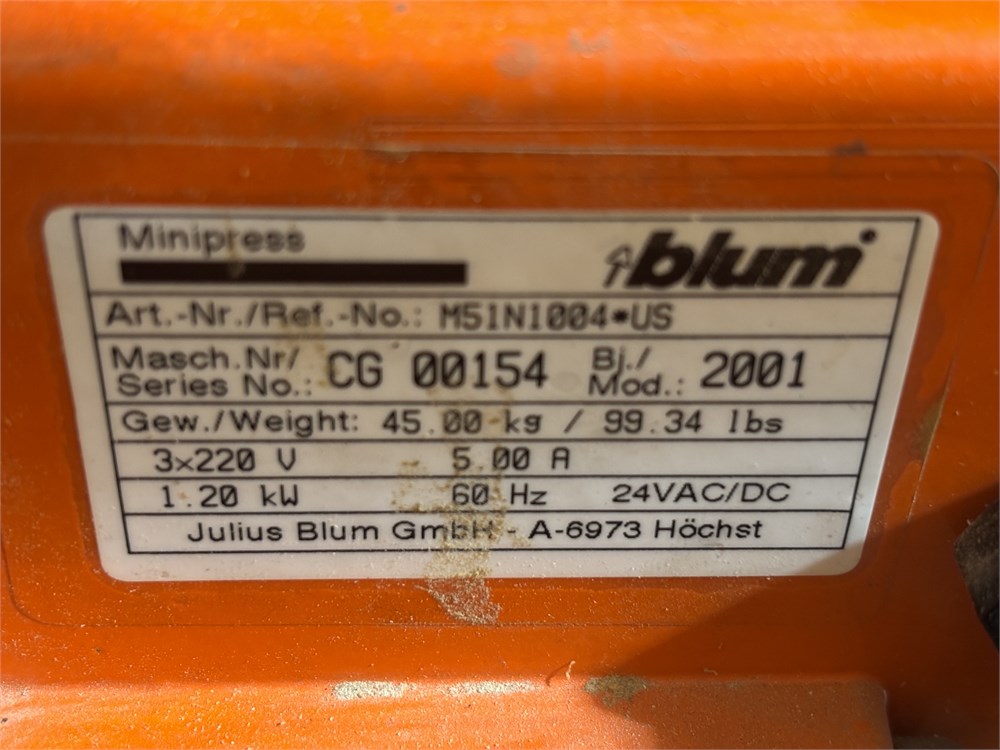 Minipress
blum
Art.-Nr./Ref.-No.: M51N1004*US
Masch.Nr/ Series No.: CG 00154 Bj./ Mod.: 2001
Gew./Weight: 45.00 kg / 99.34 lbs
3x220 V 5.00 A
1.20 kW 60 Hz 24VAC/DC
Julius Blum GmbH - A-6973 Höchst